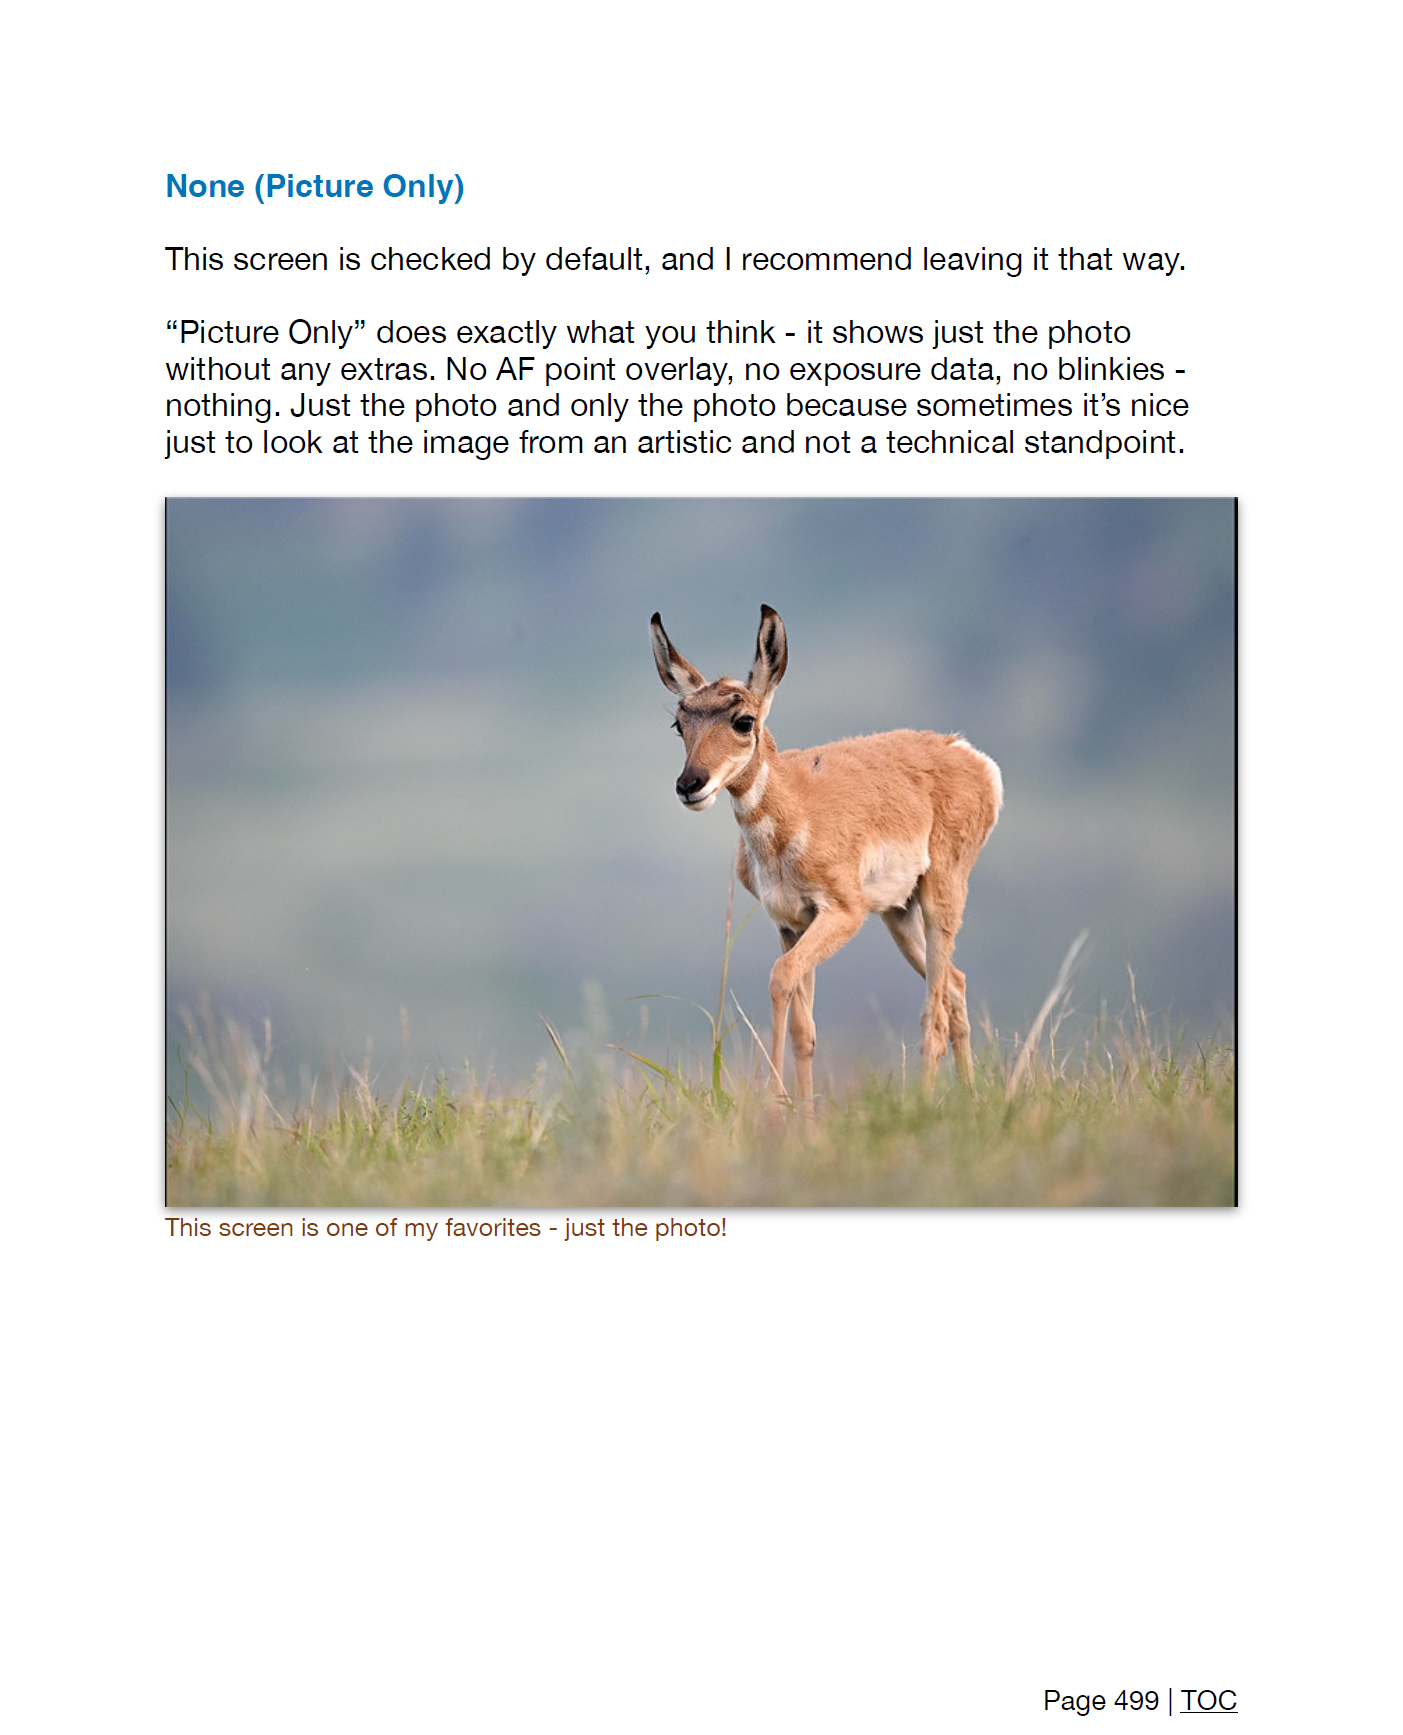 None (Picture Only)
This screen is checked by default, and I recommend leaving it that way.
“Picture Only” does exactly what you think - it shows just the photo
without any extras. No AF point overlay, no exposure data, no blinkies -
nothing. Just the photo and only the photo because sometimes it’s nice
just to look at the image from an artistic and not a technical standpoint.
This screen is one of my favorites - just the photo!
Page 499 | TOC